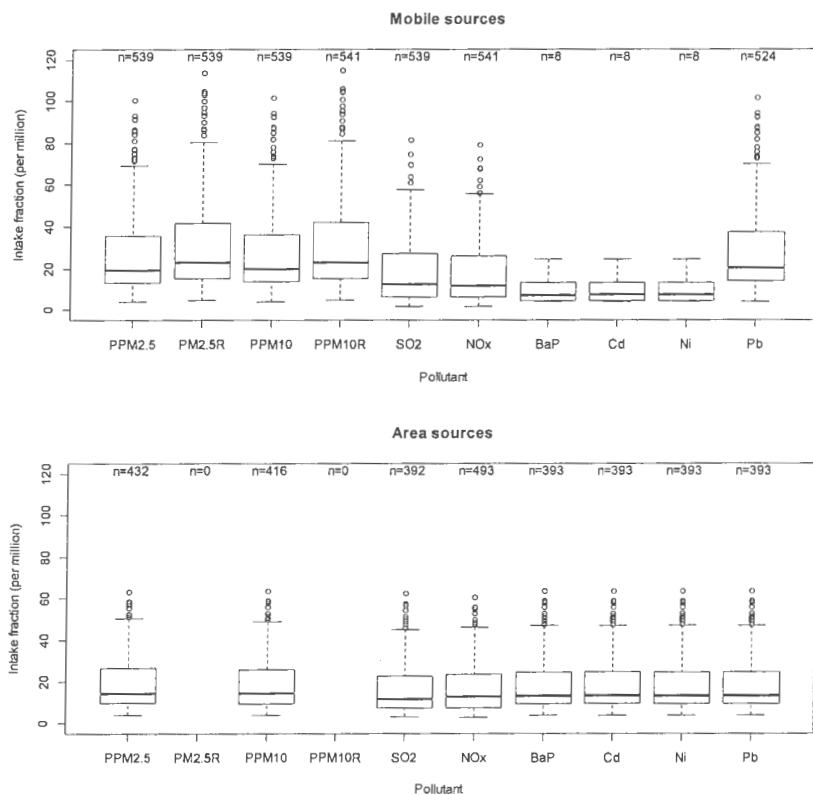 Mobile sources
n=539 n=539 n=539 n=541 n=539 n=541 n=8 n=8 n=8 n=524
120
100
80
60
40
20
0
Intake fraction (per million)
PPM2.5 PM2.5R PPM10 PPM10R SO2 NOx BaP Cd Ni Pb
Pollutant
Area sources
n=432 n=0 n=416 n=0 n=392 n=493 n=393 n=393 n=393 n=393
120
100
80
60
40
20
0
Intake fraction (per million)
PPM2.5 PM2.5R PPM10 PPM10R SO2 NOx BaP Cd Ni Pb
Pollutant